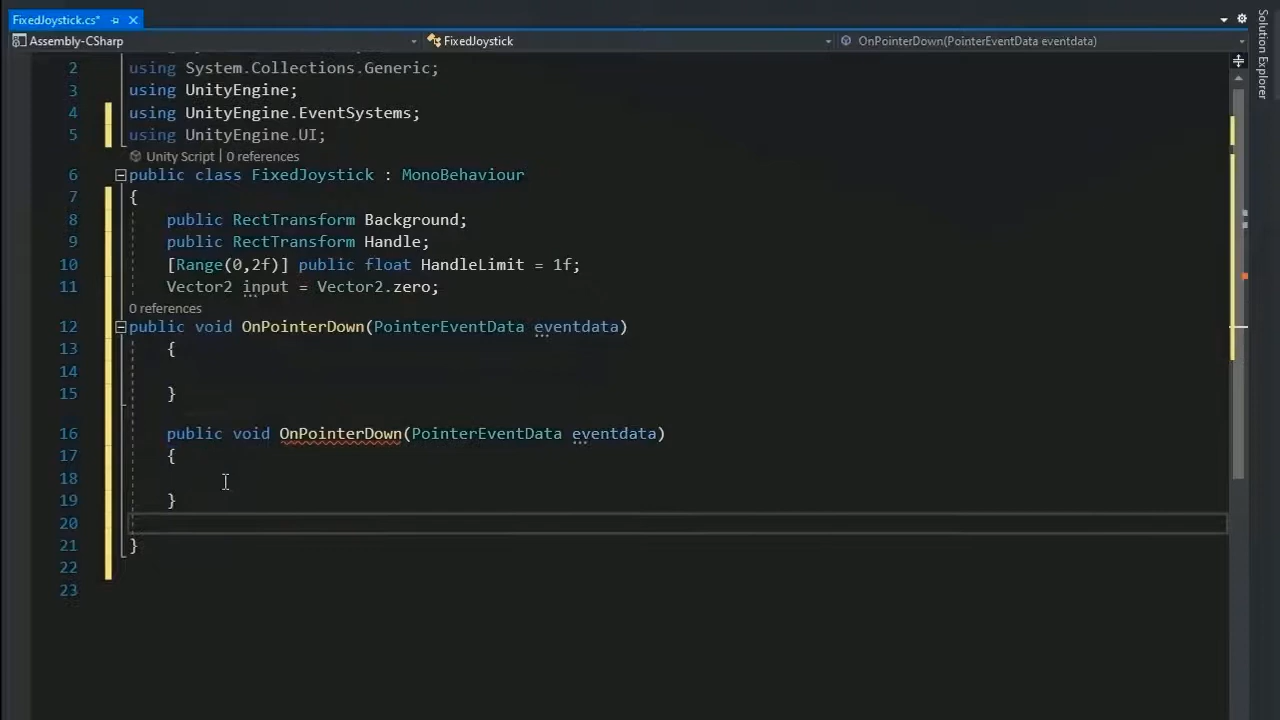 FixedJoystick.cs*
Assembly-CSharp FixedJoystick OnPointerDown(PointerEventData eventdata)
Solution Explorer
2 using System.Collections.Generic;
3 using UnityEngine;
4 using UnityEngine.EventSystems;
5 using UnityEngine.UI;
Unity Script | 0 references
6 public class FixedJoystick : MonoBehaviour
7 {
8 public RectTransform Background;
9 public RectTransform Handle;
10 [Range(0,2f)] public float HandleLimit = 1f;
11 Vector2 input = Vector2.zero;
0 references
12 public void OnPointerDown(PointerEventData eventdata)
13 {
14
15 }
16 public void OnPointerDown(PointerEventData eventdata)
17 {
18
19 }
20
21 }
22
23